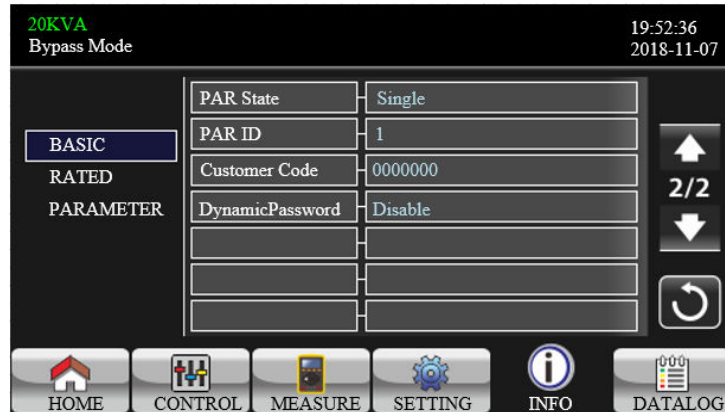 20KVA
Bypass Mode
19:52:36
2018-11-07
BASIC
RATED
PARAMETER
PAR State Single
PAR ID 1
Customer Code 0000000
DynamicPassword Disable
2/2
HOME CONTROL MEASURE SETTING INFO DATALOG